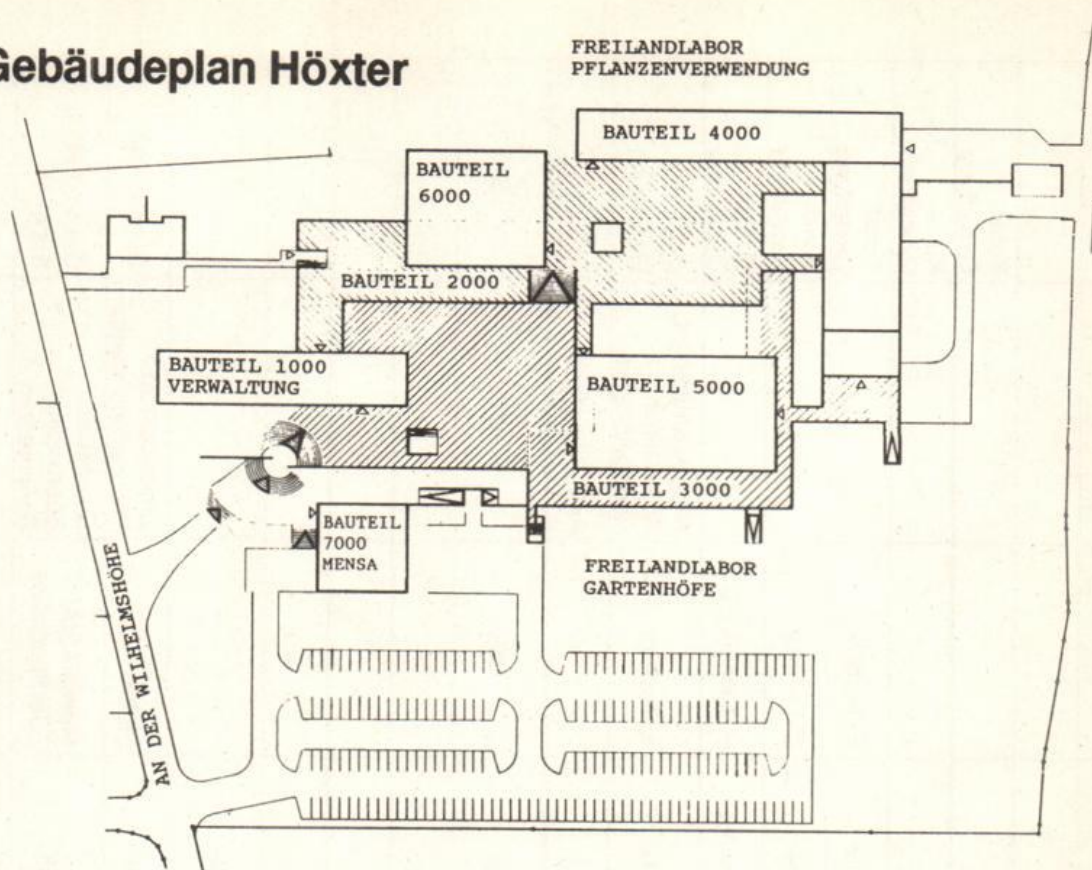 Gebäudeplan Höxter
FREILANDLABOR
PFLANZENVERWENDUNG
BAUTEIL 4000
BAUTEIL
6000
BAUTEIL 2000
BAUTEIL 1000
VERWALTUNG
BAUTEIL 5000
BAUTEIL 3000
BAUTEIL
7000
MENSA
FREILANDLABOR
GARTENHÖFE
AN DER WILHELMSHÖHE